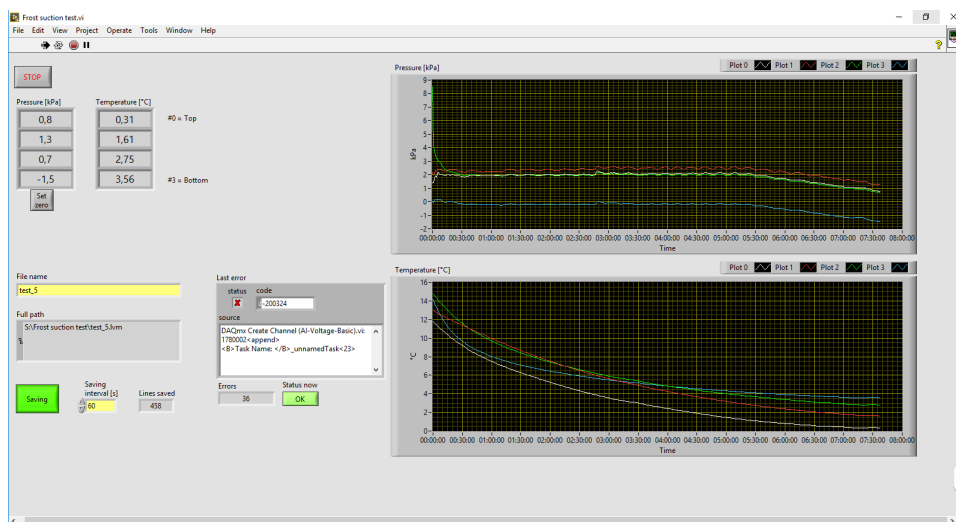 Frost suction test.vi
File Edit View Project Operate Tools Window Help
STOP
Pressure [kPa] Temperature [°C]
0,8 0,31 #0 = Top
1,3 1,61
0,7 2,75
-1,5 3,56 #3 = Bottom
Set
zero
Pressure [kPa] Plot 0 Plot 1 Plot 2 Plot 3
9-
8-
7-
6-
5-
4-
3-
2-
1-
0-
-1-
-2-
kPa
00:00:00 00:30:00 01:00:00 01:30:00 02:00:00 02:30:00 03:00:00 03:30:00 04:00:00 04:30:00 05:00:00 05:30:00 06:00:00 06:30:00 07:00:00 07:30:00 08:00:00
Time
File name
test_5
Full path
S:\Frost suction test\test_5.lvm
%
Saving
Saving
interval [s]
60
Lines saved
458
Last error
status code
-200324
source
DAQmx Create Channel (AI-Voltage-Basic).vi:
1780002<append>
<B>Task Name: </B>_unnamedTask<23>
Errors Status now
36 OK
Temperature [°C] Plot 0 Plot 1 Plot 2 Plot 3
16-
14-
12-
10-
8-
6-
4-
2-
0-
°C
00:00:00 00:30:00 01:00:00 01:30:00 02:00:00 02:30:00 03:00:00 03:30:00 04:00:00 04:30:00 05:00:00 05:30:00 06:00:00 06:30:00 07:00:00 07:30:00 08:00:00
Time